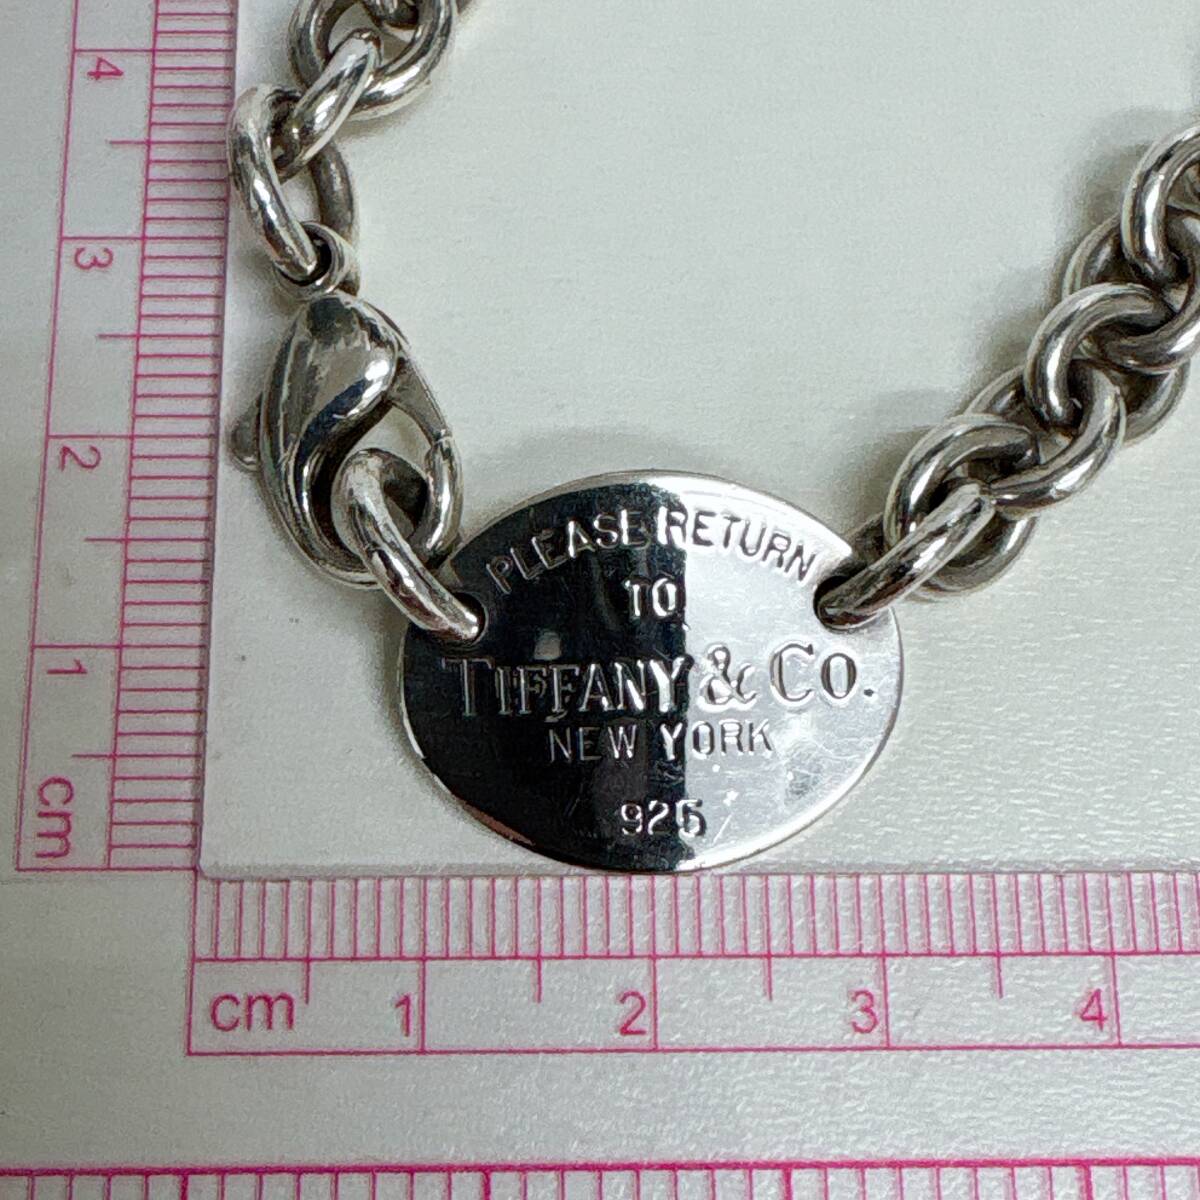 PLEASE RETURN
TO
TIFFANY & CO.
NEW YORK
925
4
3
2
1
cm
cm 1 2 3 4